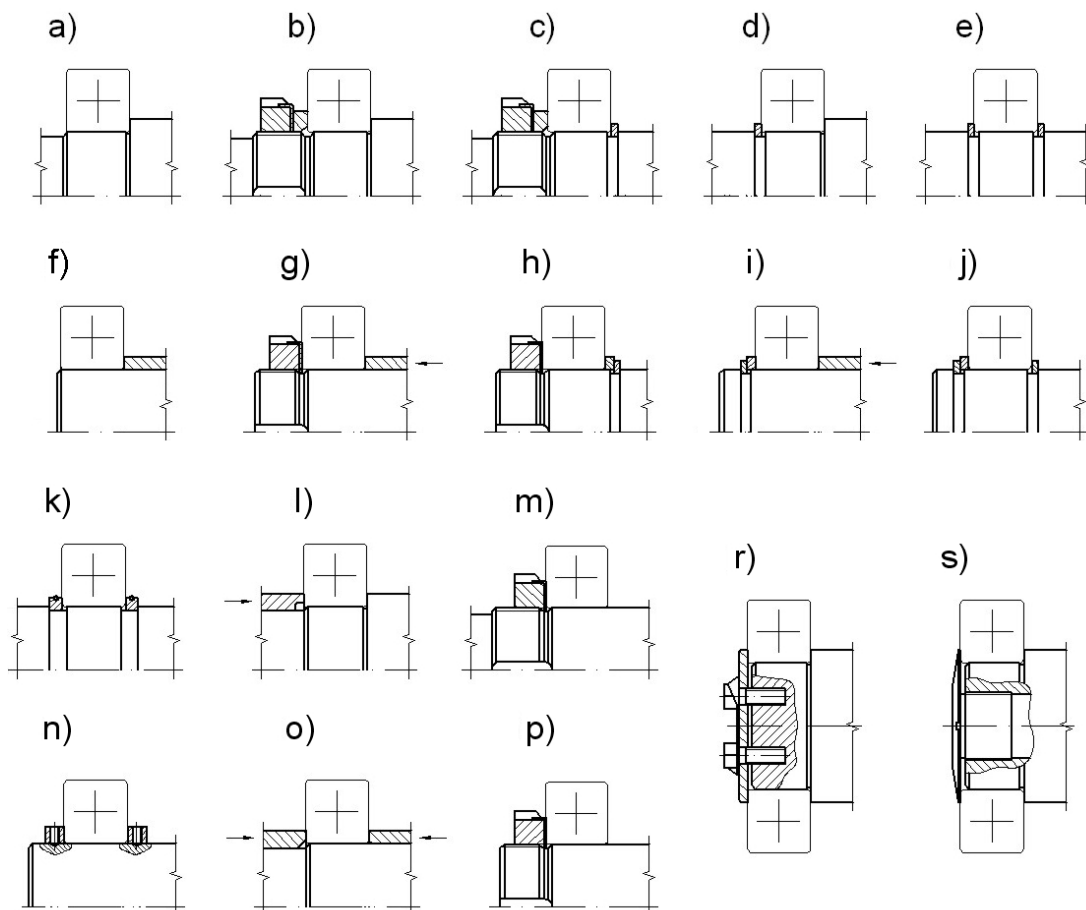 a) b) c) d) e)
f) g) h) i) j)
k) l) m)
r) s)
n) o) p)